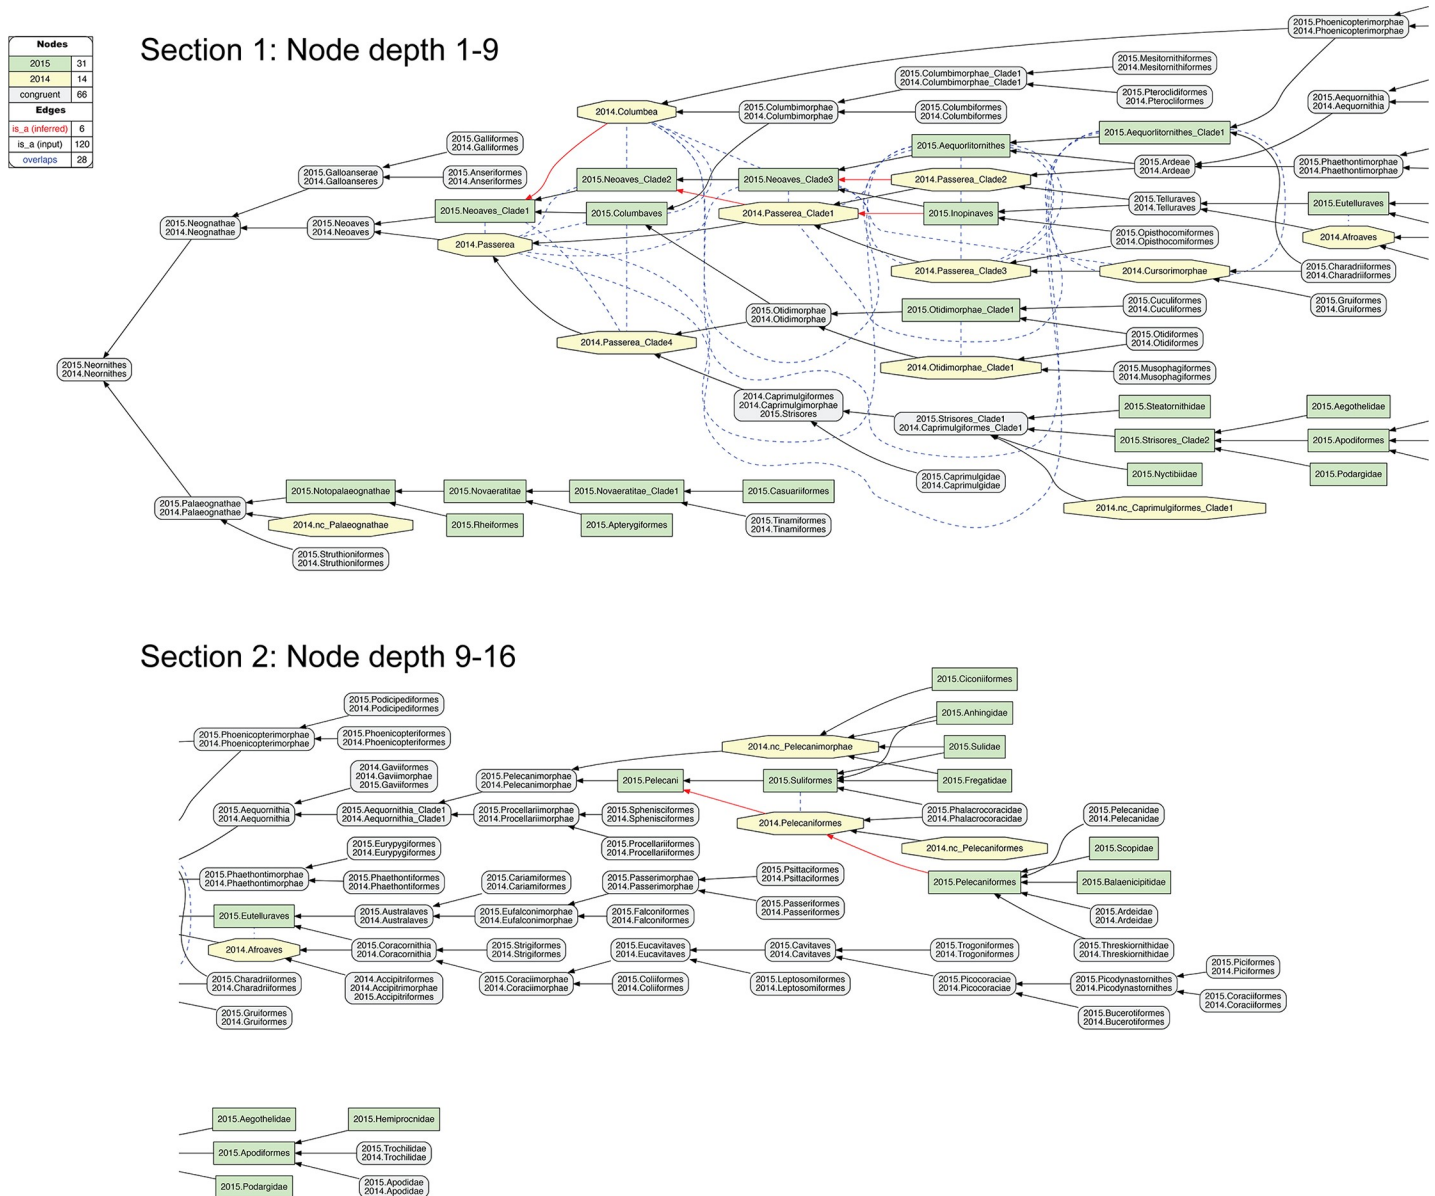 Nodes
2015 31
2014 14
congruent 66
Edges
is_a (inferred) 6
is_a (input) 120
overlaps 28
Section 1: Node depth 1-9
2015.Phoenicopterimorphae
2014.Phoenicopterimorphae
2015.Mesitornithiformes
2014.Mesitornithiformes
2015.Columbimorphae_Clade1
2014.Columbimorphae_Clade1
2015.Pteroclidiformes
2014.Pterocliformes
2015.Aequornithia
2014.Aequornithia
2014.Columbea
2015.Columbimorphae
2014.Columbimorphae
2015.Columbiformes
2014.Columbiformes
2015.Aequorlitornithes_Clade1
2015.Galliformes
2014.Galliformes
2015.Aequorlitornithes
2015.Ardeae
2014.Ardeae
2015.Phaethontimorphae
2014.Phaethontimorphae
2015.Galloanserae
2014.Galloanseres
2015.Anseriformes
2014.Anseriformes
2015.Neoaves_Clade2
2015.Neoaves_Clade3
2014.Passerea_Clade2
2015.Telluraves
2014.Telluraves
2015.Eutelluraves
2015.Neoaves_Clade1
2015.Columbaves
2014.Passerea_Clade1
2015.Inopinaves
2015.Neognathae
2014.Neognathae
2015.Neoaves
2014.Neoaves
2014.Passerea
2015.Opisthocomiformes
2014.Opisthocomiformes
2014.Afroaves
2014.Passerea_Clade3
2014.Cursorimorphae
2015.Charadriiformes
2014.Charadriiformes
2015.Otidimorphae
2014.Otidimorphae
2015.Otidimorphae_Clade1
2015.Cuculiformes
2014.Cuculiformes
2015.Gruiformes
2014.Gruiformes
2014.Passerea_Clade4
2015.Otidiformes
2014.Otidiformes
2015.Neornithes
2014.Neornithes
2014.Otidimorphae_Clade1
2015.Musophagiformes
2014.Musophagiformes
2014.Caprimulgiformes
2014.Caprimulgimorphae
2015.Strisores
2015.Strisores_Clade1
2014.Caprimulgiformes_Clade1
2015.Steatornithidae
2015.Aegothelidae
2015.Strisores_Clade2
2015.Apodiformes
2015.Caprimulgidae
2014.Caprimulgidae
2015.Nyctibiidae
2015.Podargidae
2014.nc_Caprimulgiformes_Clade1
2015.Palaeognathae
2014.Palaeognathae
2015.Notopalaeognathae
2015.Novaeratitae
2015.Novaeratitae_Clade1
2015.Casuariiformes
2014.nc_Palaeognathae
2015.Rheiformes
2015.Apterygiformes
2015.Tinamiformes
2014.Tinamiformes
2015.Struthioniformes
2014.Struthioniformes
Section 2: Node depth 9-16
2015.Ciconiiformes
2015.Podicipediformes
2014.Podicipediformes
2015.Anhingidae
2015.Phoenicopterimorphae
2014.Phoenicopterimorphae
2015.Phoenicopteriformes
2014.Phoenicopteriformes
2014.nc_Pelecanimorphae
2015.Sulidae
2014.Gaviiformes
2014.Gaviimorphae
2015.Gaviiformes
2015.Pelecanimorphae
2014.Pelecanimorphae
2015.Pelecani
2015.Suliformes
2015.Fregatidae
2015.Aequornithia
2014.Aequornithia
2015.Aequornithia_Clade1
2014.Aequornithia_Clade1
2015.Procellariimorphae
2014.Procellariimorphae
2015.Sphenisciformes
2014.Sphenisciformes
2014.Pelecaniformes
2015.Phalacrocoracidae
2014.Phalacrocoracidae
2015.Pelecanidae
2014.Pelecanidae
2015.Eurypygiformes
2014.Eurypygiformes
2015.Procellariiformes
2014.Procellariiformes
2014.nc_Pelecaniformes
2015.Scopidae
2015.Phaethontimorphae
2014.Phaethontimorphae
2015.Phaethontiformes
2014.Phaethontiformes
2015.Cariamiformes
2014.Cariamiformes
2015.Passerimorphae
2014.Passerimorphae
2015.Psittaciformes
2014.Psittaciformes
2015.Pelecaniformes
2015.Balaenicipitidae
2015.Eutelluraves
2015.Australaves
2014.Australaves
2015.Eufalconimorphae
2014.Eufalconimorphae
2015.Falconiformes
2014.Falconiformes
2015.Passeriformes
2014.Passeriformes
2015.Ardeidae
2014.Ardeidae
2014.Afroaves
2015.Coracornithia
2014.Coracornithia
2015.Strigiformes
2014.Strigiformes
2015.Eucavitaves
2014.Eucavitaves
2015.Cavitaves
2014.Cavitaves
2015.Trogoniformes
2014.Trogoniformes
2015.Threskiornithidae
2014.Threskiornithidae
2015.Charadriiformes
2014.Charadriiformes
2014.Accipitriformes
2014.Accipitrimorphae
2015.Accipitriformes
2015.Coraciimorphae
2014.Coraciimorphae
2015.Coliiformes
2014.Coliiformes
2015.Leptosomiformes
2014.Leptosomiformes
2015.Picocoraciae
2014.Picocoraciae
2015.Picodynastornithes
2014.Picodynastornithes
2015.Piciformes
2014.Piciformes
2015.Coraciiformes
2014.Coraciiformes
2015.Gruiformes
2014.Gruiformes
2015.Bucerotiformes
2014.Bucerotiformes
2015.Aegothelidae
2015.Hemiprocnidae
2015.Apodiformes
2015.Trochilidae
2014.Trochilidae
2015.Podargidae
2015.Apodidae
2014.Apodidae